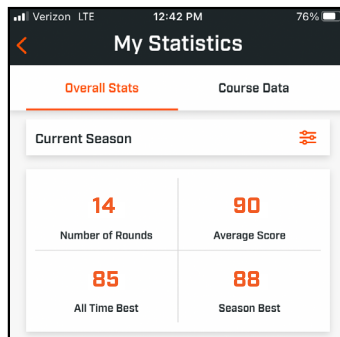 Verizon LTE 12:42 PM 76%
My Statistics
Overall Stats Course Data
Current Season
14 90
Number of Rounds Average Score
85 88
All Time Best Season Best